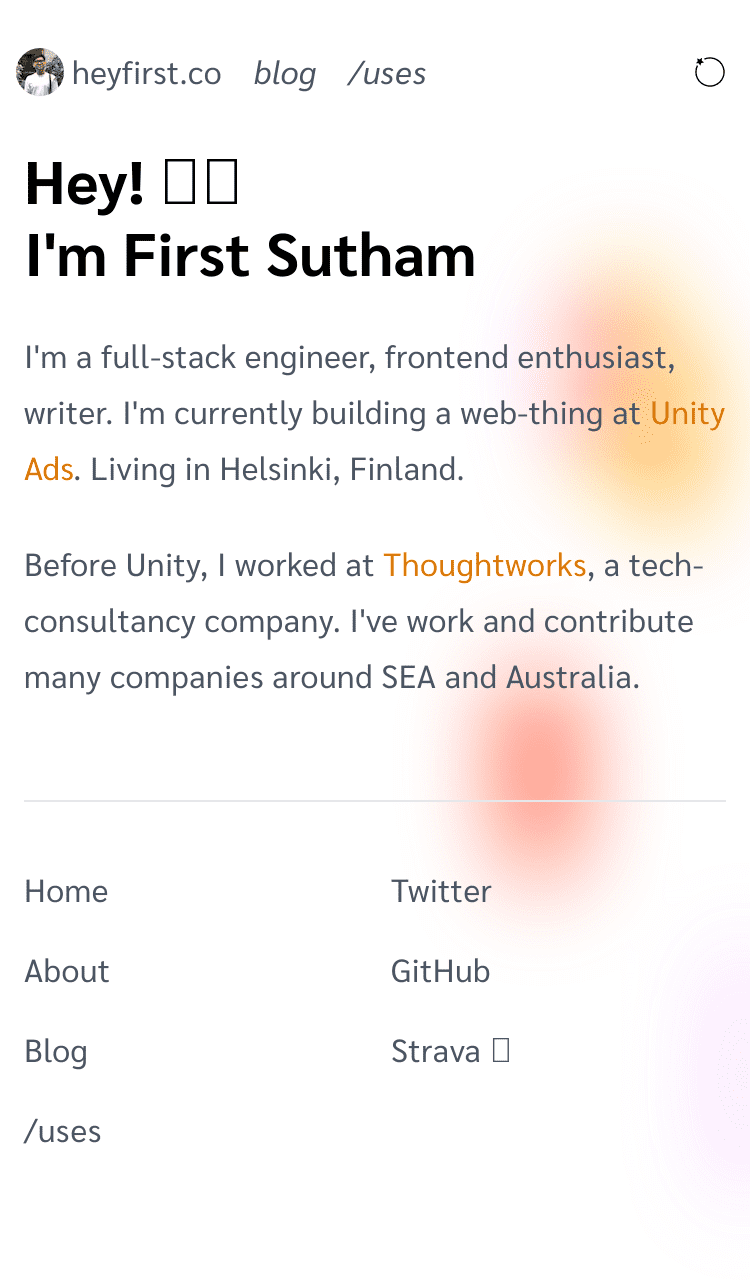 heyfirst.co blog /uses
Hey!
I'm First Sutham
I'm a full-stack engineer, frontend enthusiast,
writer. I'm currently building a web-thing at Unity
Ads. Living in Helsinki, Finland.
Before Unity, I worked at Thoughtworks, a tech-
consultancy company. I've work and contribute
many companies around SEA and Australia.
Home
Twitter
About
GitHub
Blog
Strava
/uses